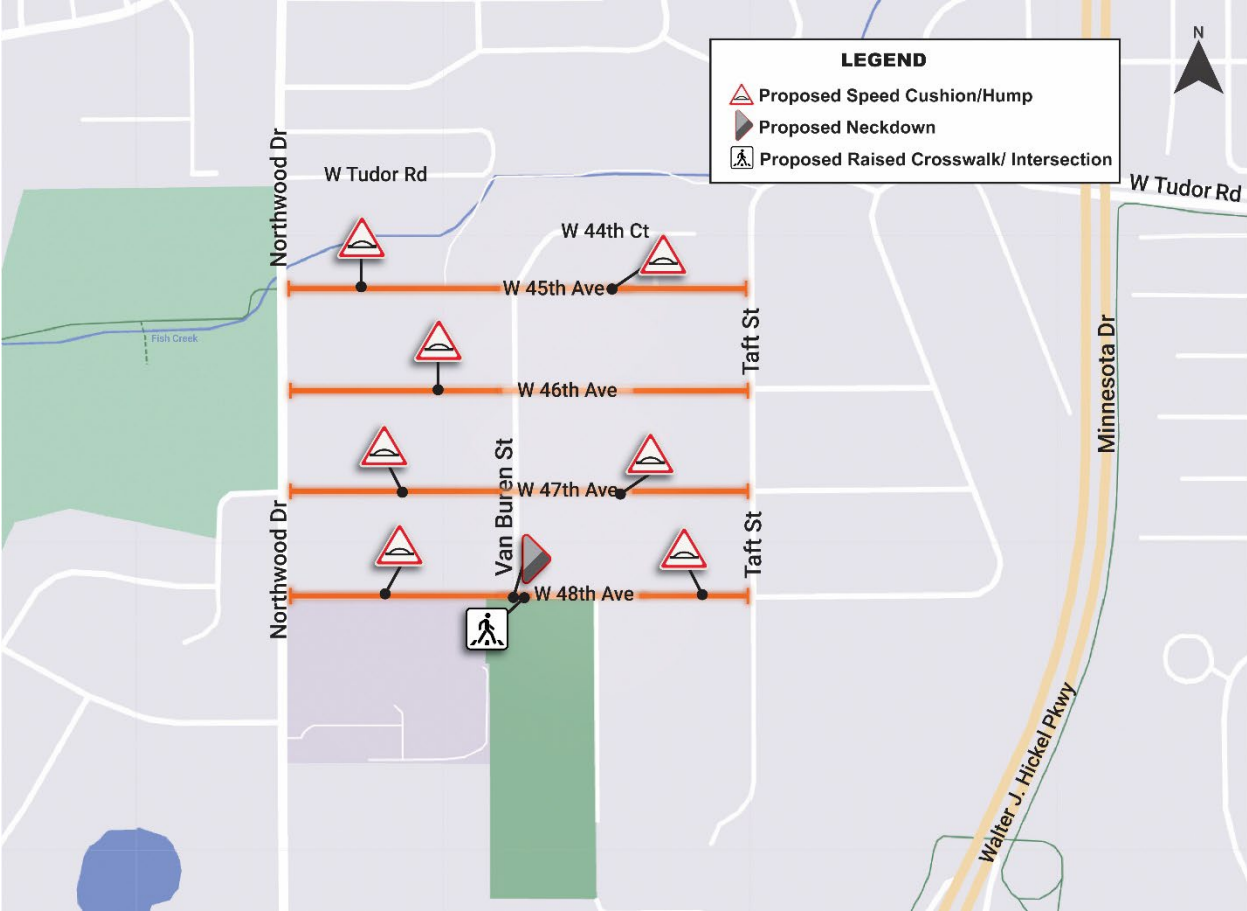 N
LEGEND
Proposed Speed Cushion/Hump
Proposed Neckdown
Proposed Raised Crosswalk/ Intersection
W Tudor Rd
W Tudor Rd
Northwood Dr
W 44th Ct
W 45th Ave
Taft St
Fish Creek
Minnesota Dr
W 46th Ave
Van Buren St
W 47th Ave
Northwood Dr
Taft St
W 48th Ave
Walter J. Hickel Pkwy